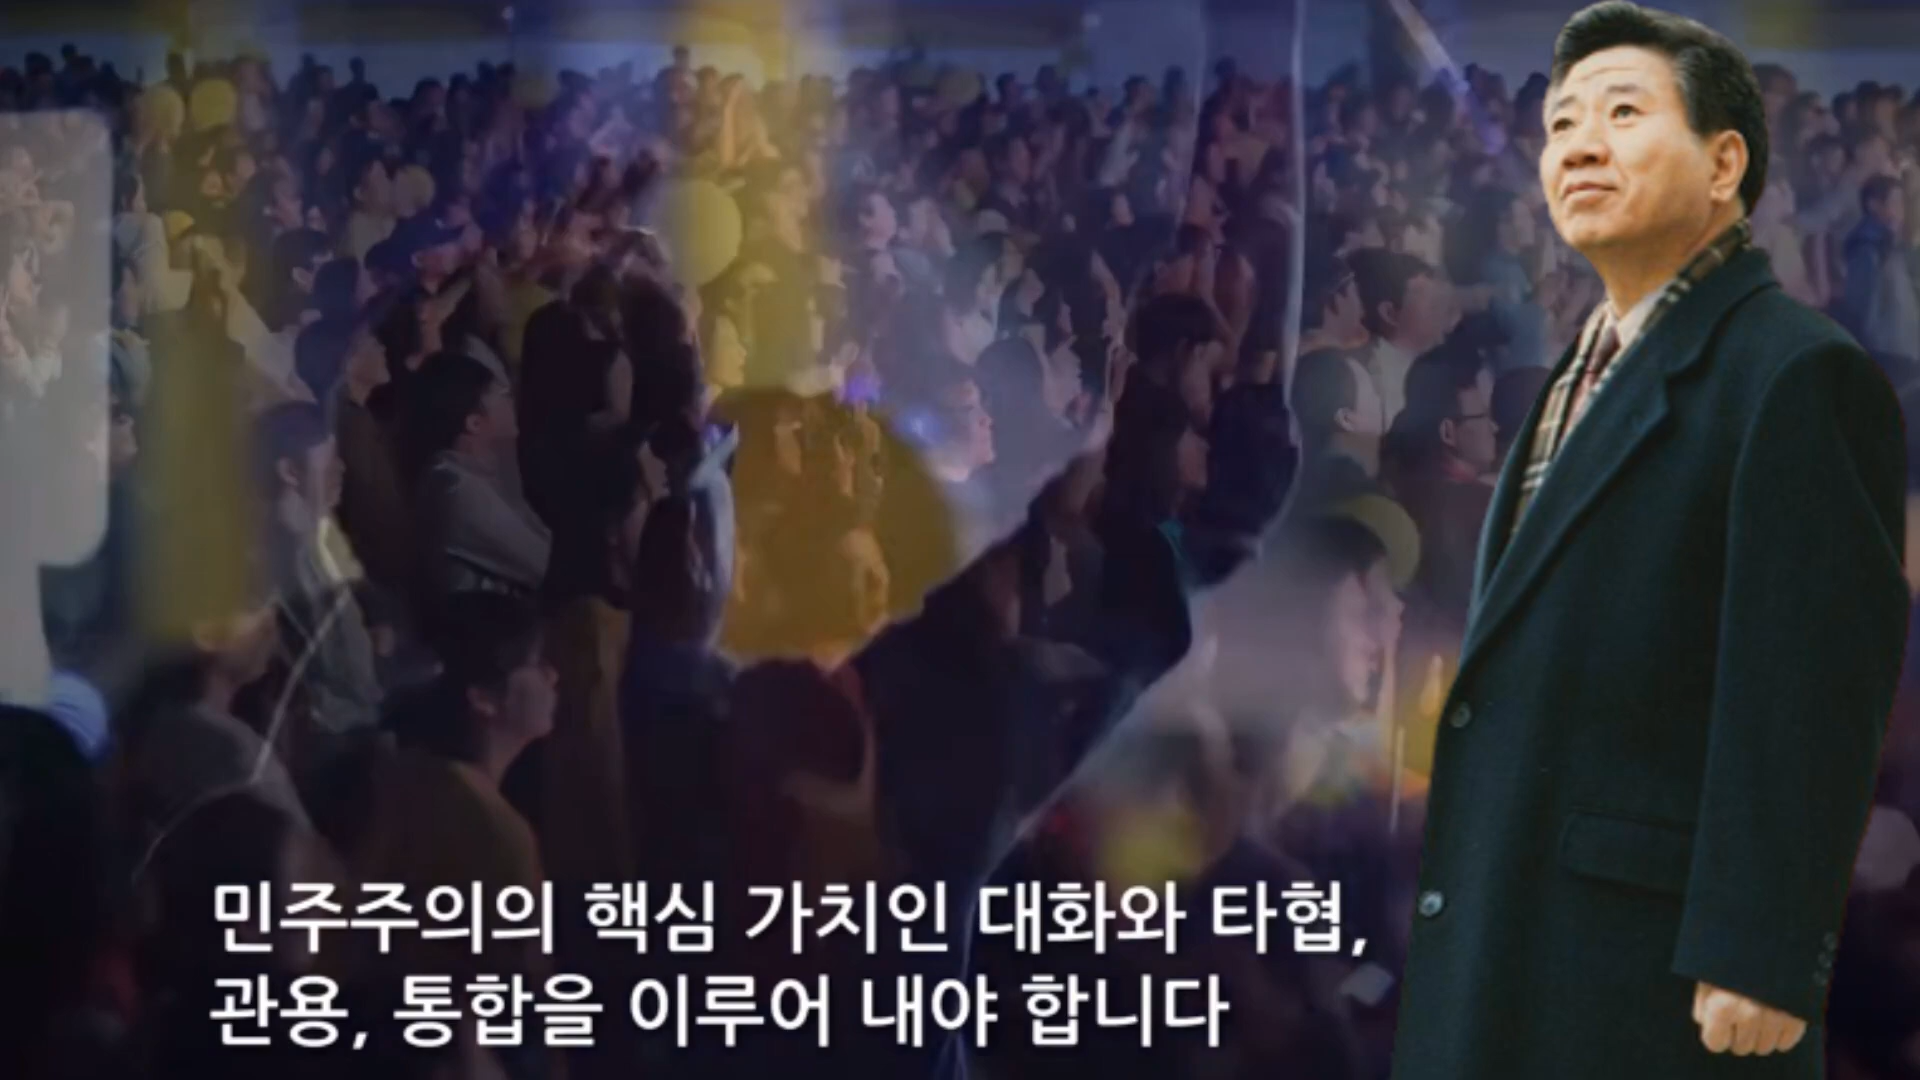 민주주의의 핵심 가치인 대화와 타협,
관용, 통합을 이루어 내야 합니다